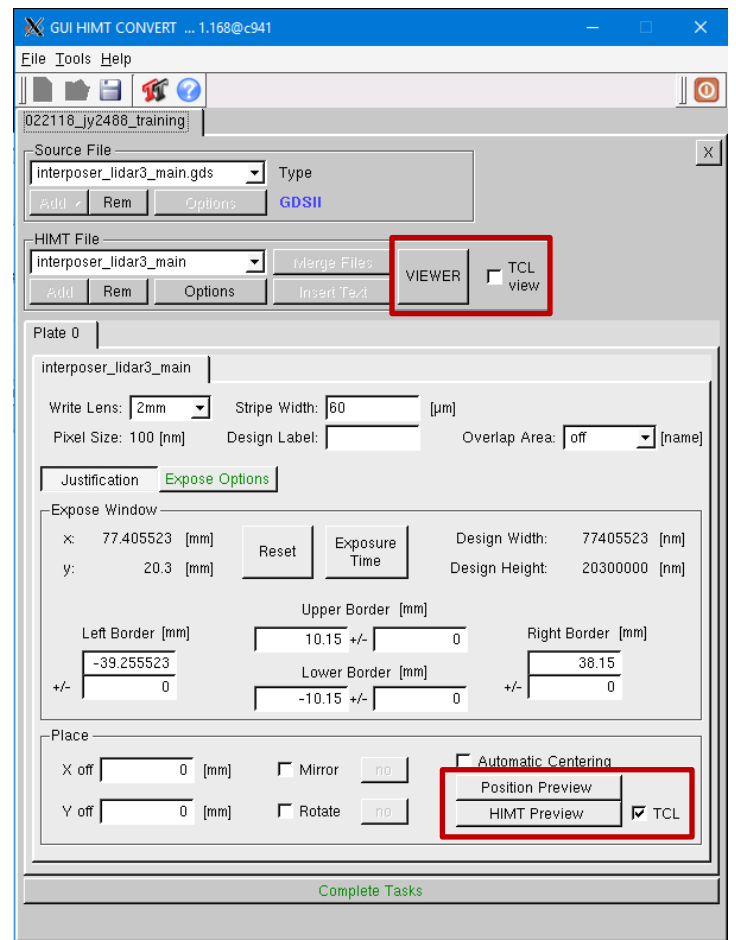 GUI HIMT CONVERT ... 1.168@c941
File Tools Help
022118_jy2488_training
Source File
X
interposer_lidar3_main.gds Type
Add Rem Options GDSII
HIMT File
interposer_lidar3_main Merge Files VIEWER TCL view
Add Rem Options Insert Text
Plate 0
interposer_lidar3_main
Write Lens: 2mm Stripe Width: 60 [µm]
Pixel Size: 100 [nm] Design Label: Overlap Area: off [name]
Justification Expose Options
Expose Window
x: 77.405523 [mm] Reset Exposure Time Design Width: 77405523 [nm]
y: 20.3 [mm] Design Height: 20300000 [nm]
Upper Border [mm]
Left Border [mm] 10.15 +/- 0 Right Border [mm]
-39.255523 Lower Border [mm] 38.15
+/- 0 -10.15 +/- 0 +/- 0
Place
Automatic Centering
X off 0 [mm] Mirror no Position Preview
Y off 0 [mm] Rotate no HIMT Preview TCL
Complete Tasks